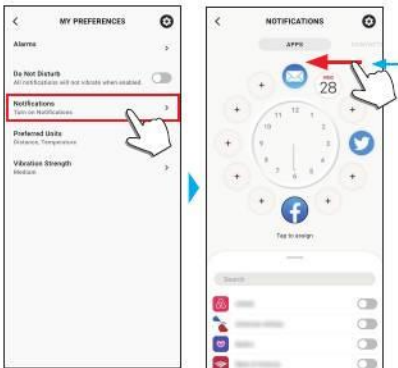 MY PREFERENCES
Alarms
Do Not Disturb
All notifications will not vibrate when enabled.
Notifications
Turn on Notifications
Preferred Units
Distance, Temperature
Vibration Strength
Medium
NOTIFICATIONS
APPS
28
11 12 1
10 2
9 3
8 4
7 6 5
Tap to assign
Search